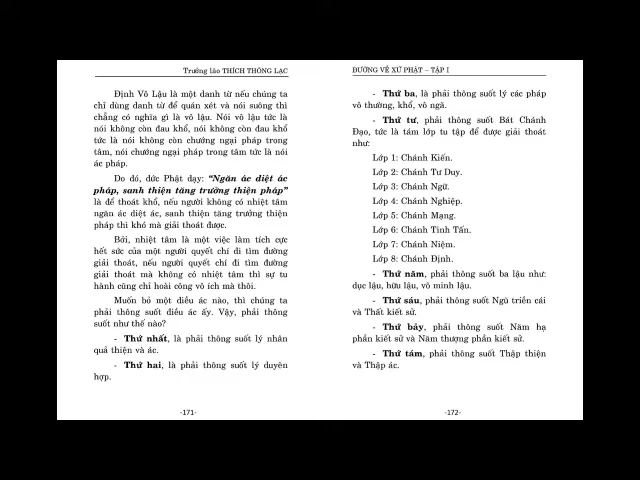 Trưởng lão THÍCH THÔNG LẠC
Định Vô Lậu là một danh từ nếu chúng ta
chỉ dùng danh từ để quán xét và nói suông thì
chẳng có nghĩa gì là vô lậu. Nói vô lậu tức là
nói không còn đau khổ, nói không còn đau khổ
tức là nói không còn chướng ngại pháp trong
tâm, nói chướng ngại pháp trong tâm tức là nói
ác pháp.
Do đó, đức Phật dạy: “Ngăn ác diệt ác
pháp, sanh thiện tăng trưởng thiện pháp”
là để thoát khổ, nếu người không có nhiệt tâm
ngăn ác diệt ác, sanh thiện tăng trưởng thiện
pháp thì khó mà giải thoát được.
Bởi, nhiệt tâm là một việc làm tích cực
hết sức của một người quyết chí đi tìm đường
giải thoát, nếu người quyết chí đi tìm đường
giải thoát mà không có nhiệt tâm thì sự tu
hành cũng chỉ hoài công vô ích mà thôi.
Muốn bỏ một điều ác nào, thì chúng ta
phải thông suốt điều ác ấy. Vậy, phải thông
suốt như thế nào?
- Thứ nhất, là phải thông suốt lý nhân
quả thiện và ác.
- Thứ hai, là phải thông suốt lý duyên
hợp.
-171-
ĐƯỜNG VỀ XỨ PHẬT – TẬP I
- Thứ ba, là phải thông suốt lý các pháp
vô thường, khổ, vô ngã.
- Thứ tư, phải thông suốt Bát Chánh
Đạo, tức là tám lớp tu tập để được giải thoát
như:
Lớp 1: Chánh Kiến.
Lớp 2: Chánh Tư Duy.
Lớp 3: Chánh Ngữ.
Lớp 4: Chánh Nghiệp.
Lớp 5: Chánh Mạng.
Lớp 6: Chánh Tinh Tấn.
Lớp 7: Chánh Niệm.
Lớp 8: Chánh Định.
- Thứ năm, phải thông suốt ba lậu như:
dục lậu, hữu lậu, vô minh lậu.
- Thứ sáu, phải thông suốt Ngũ triền cái
và Thất kiết sử.
- Thứ bảy, phải thông suốt Năm hạ
phần kiết sử và Năm thượng phần kiết sử.
- Thứ tám, phải thông suốt Thập thiện
và Thập ác.
-172-